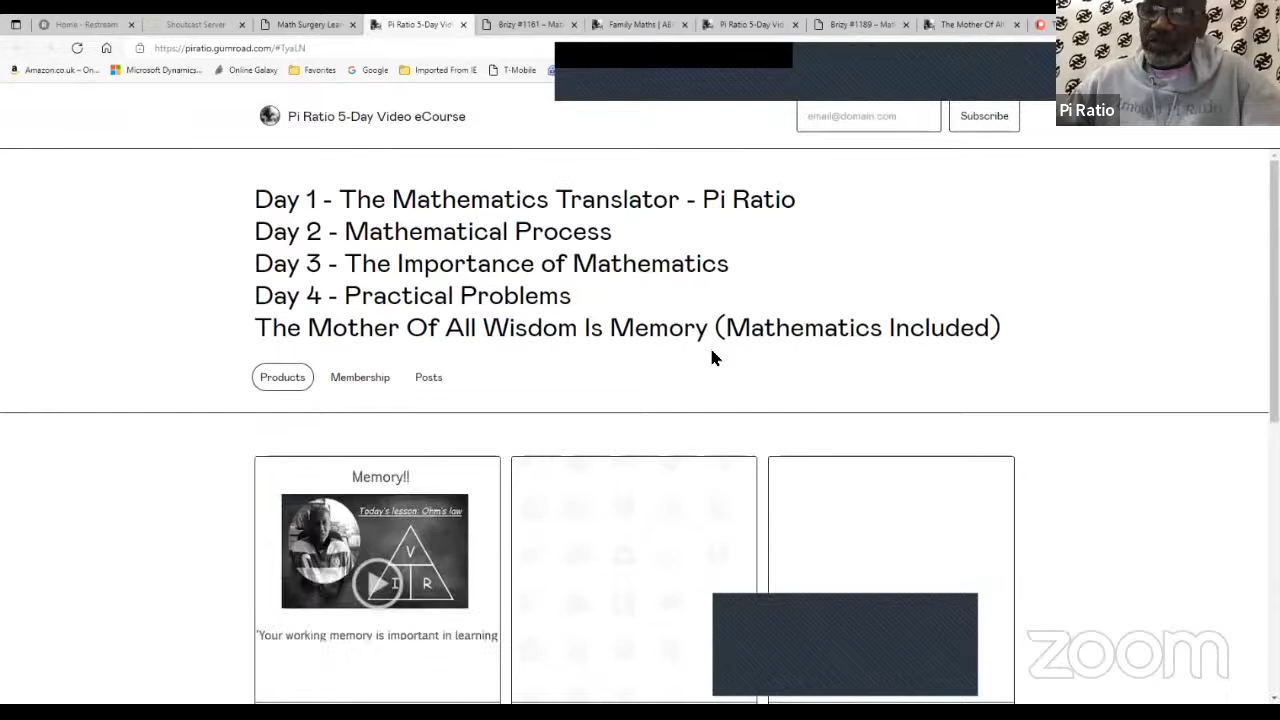 Home - Restream
Shoutcast Server
Math Surgery Lea
Pi Ratio 5-Day Vid
Brizy #1161 – Mat
Family Maths | AB
Pi Ratio 5-Day Vid
Brizy #1189 – Mat
The Mother Of Al
https://piratio.gumroad.com/#TyaLN
Amazon.co.uk – On...
Microsoft Dynamics...
Online Galaxy
Favorites
Google
Imported From IE
T-Mobile
Pi Ratio
Pi Ratio 5-Day Video eCourse
email@domain.com
Subscribe
Day 1 - The Mathematics Translator - Pi Ratio
Day 2 - Mathematical Process
Day 3 - The Importance of Mathematics
Day 4 - Practical Problems
The Mother Of All Wisdom Is Memory (Mathematics Included)
Products
Membership
Posts
Memory!!
Today's lesson: Ohm's law
V
I R
"Your working memory is important in learning
zoom